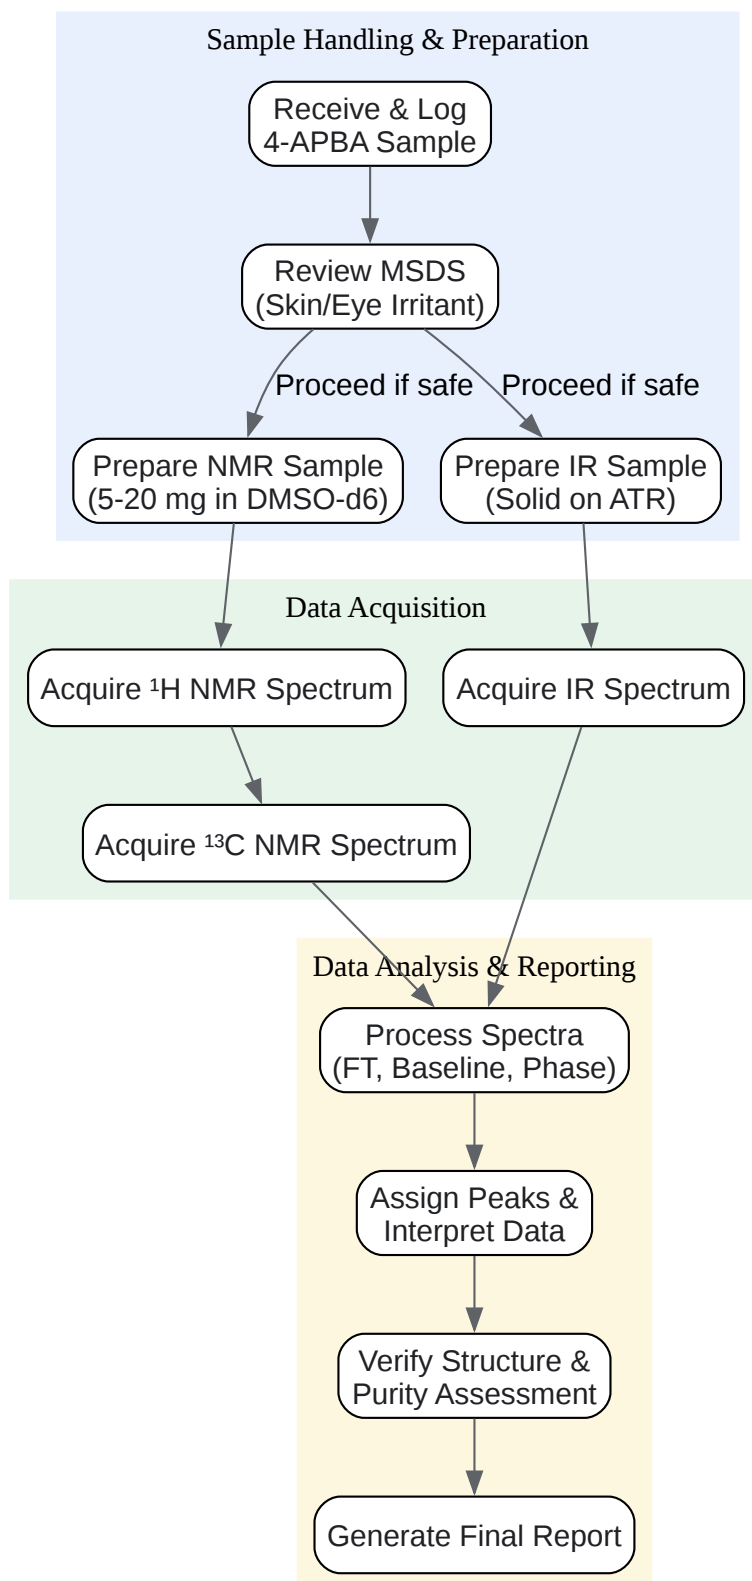 Sample Handling & Preparation
Receive & Log
4-APBA Sample
Review MSDS
(Skin/Eye Irritant)
Proceed if safe
Proceed if safe
Prepare NMR Sample
(5-20 mg in DMSO-d6)
Prepare IR Sample
(Solid on ATR)
Data Acquisition
Acquire ¹H NMR Spectrum
Acquire IR Spectrum
Acquire ¹³C NMR Spectrum
Data Analysis & Reporting
Process Spectra
(FT, Baseline, Phase)
Assign Peaks &
Interpret Data
Verify Structure &
Purity Assessment
Generate Final Report